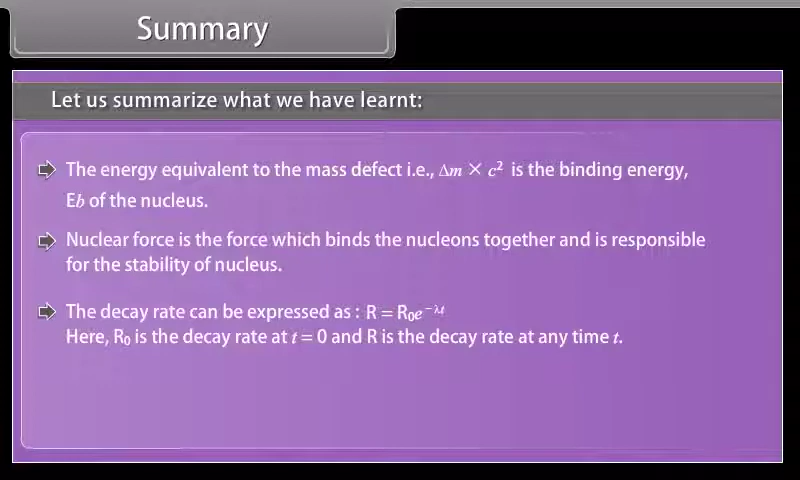 Summary
Let us summarize what we have learnt:
The energy equivalent to the mass defect i.e., Δm × c² is the binding energy,
Eb of the nucleus.
Nuclear force is the force which binds the nucleons together and is responsible
for the stability of nucleus.
The decay rate can be expressed as : R = R₀e^−λt
Here, R₀ is the decay rate at t = 0 and R is the decay rate at any time t.